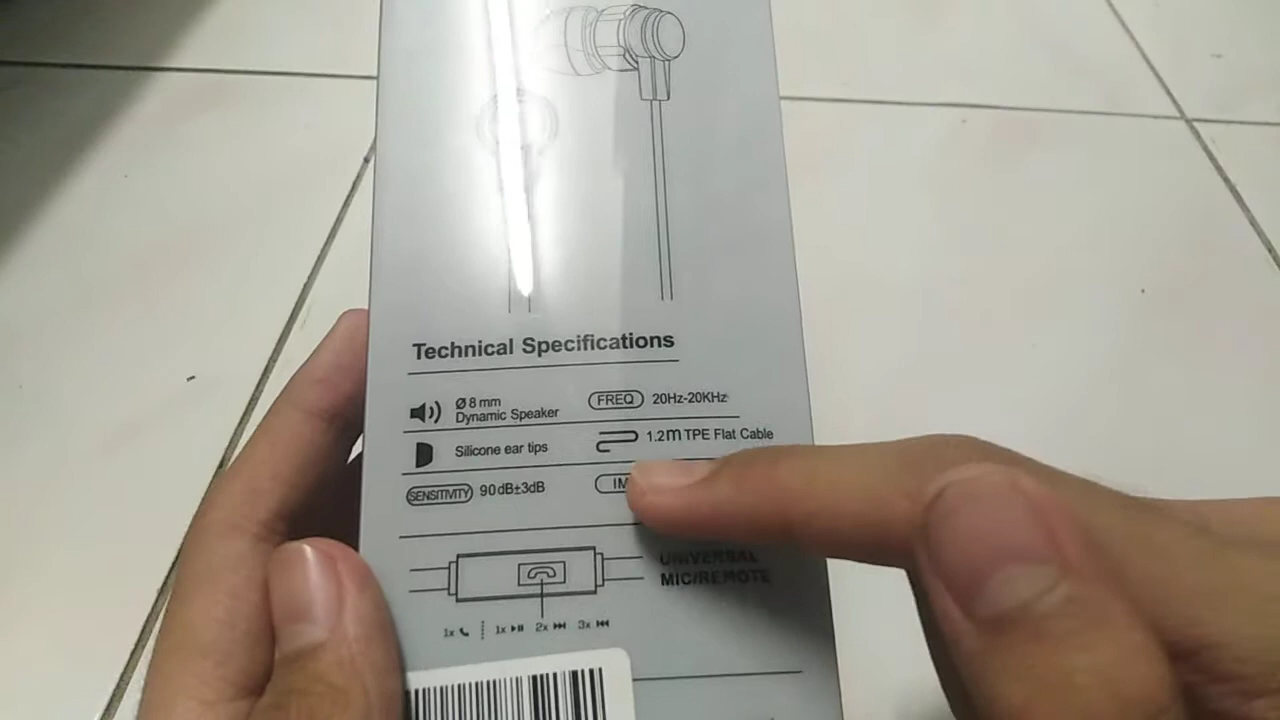 Technical Specifications
Ø 8 mm
Dynamic Speaker
FREQ 20Hz-20KHz
Silicone ear tips
1.2m TPE Flat Cable
SENSITIVITY 90dB±3dB
UNIVERSAL
MIC/REMOTE
1x 1x 2x 3x